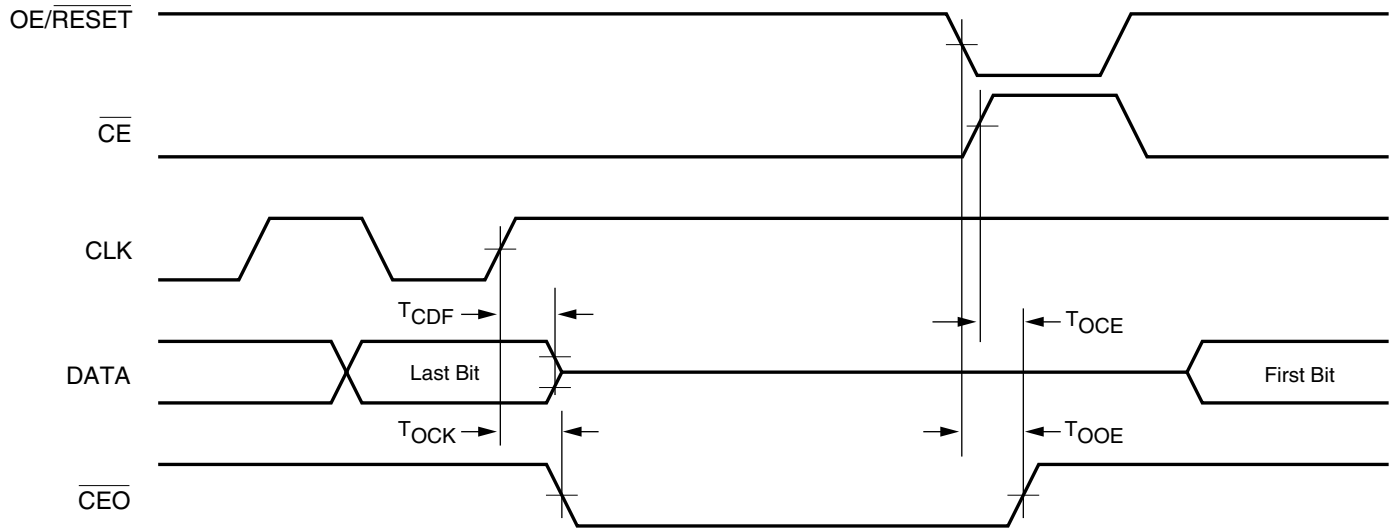 OE/RESET
CE
CLK
TCDF
TOCE
DATA
Last Bit
First Bit
TOCK
TOOE
CEO